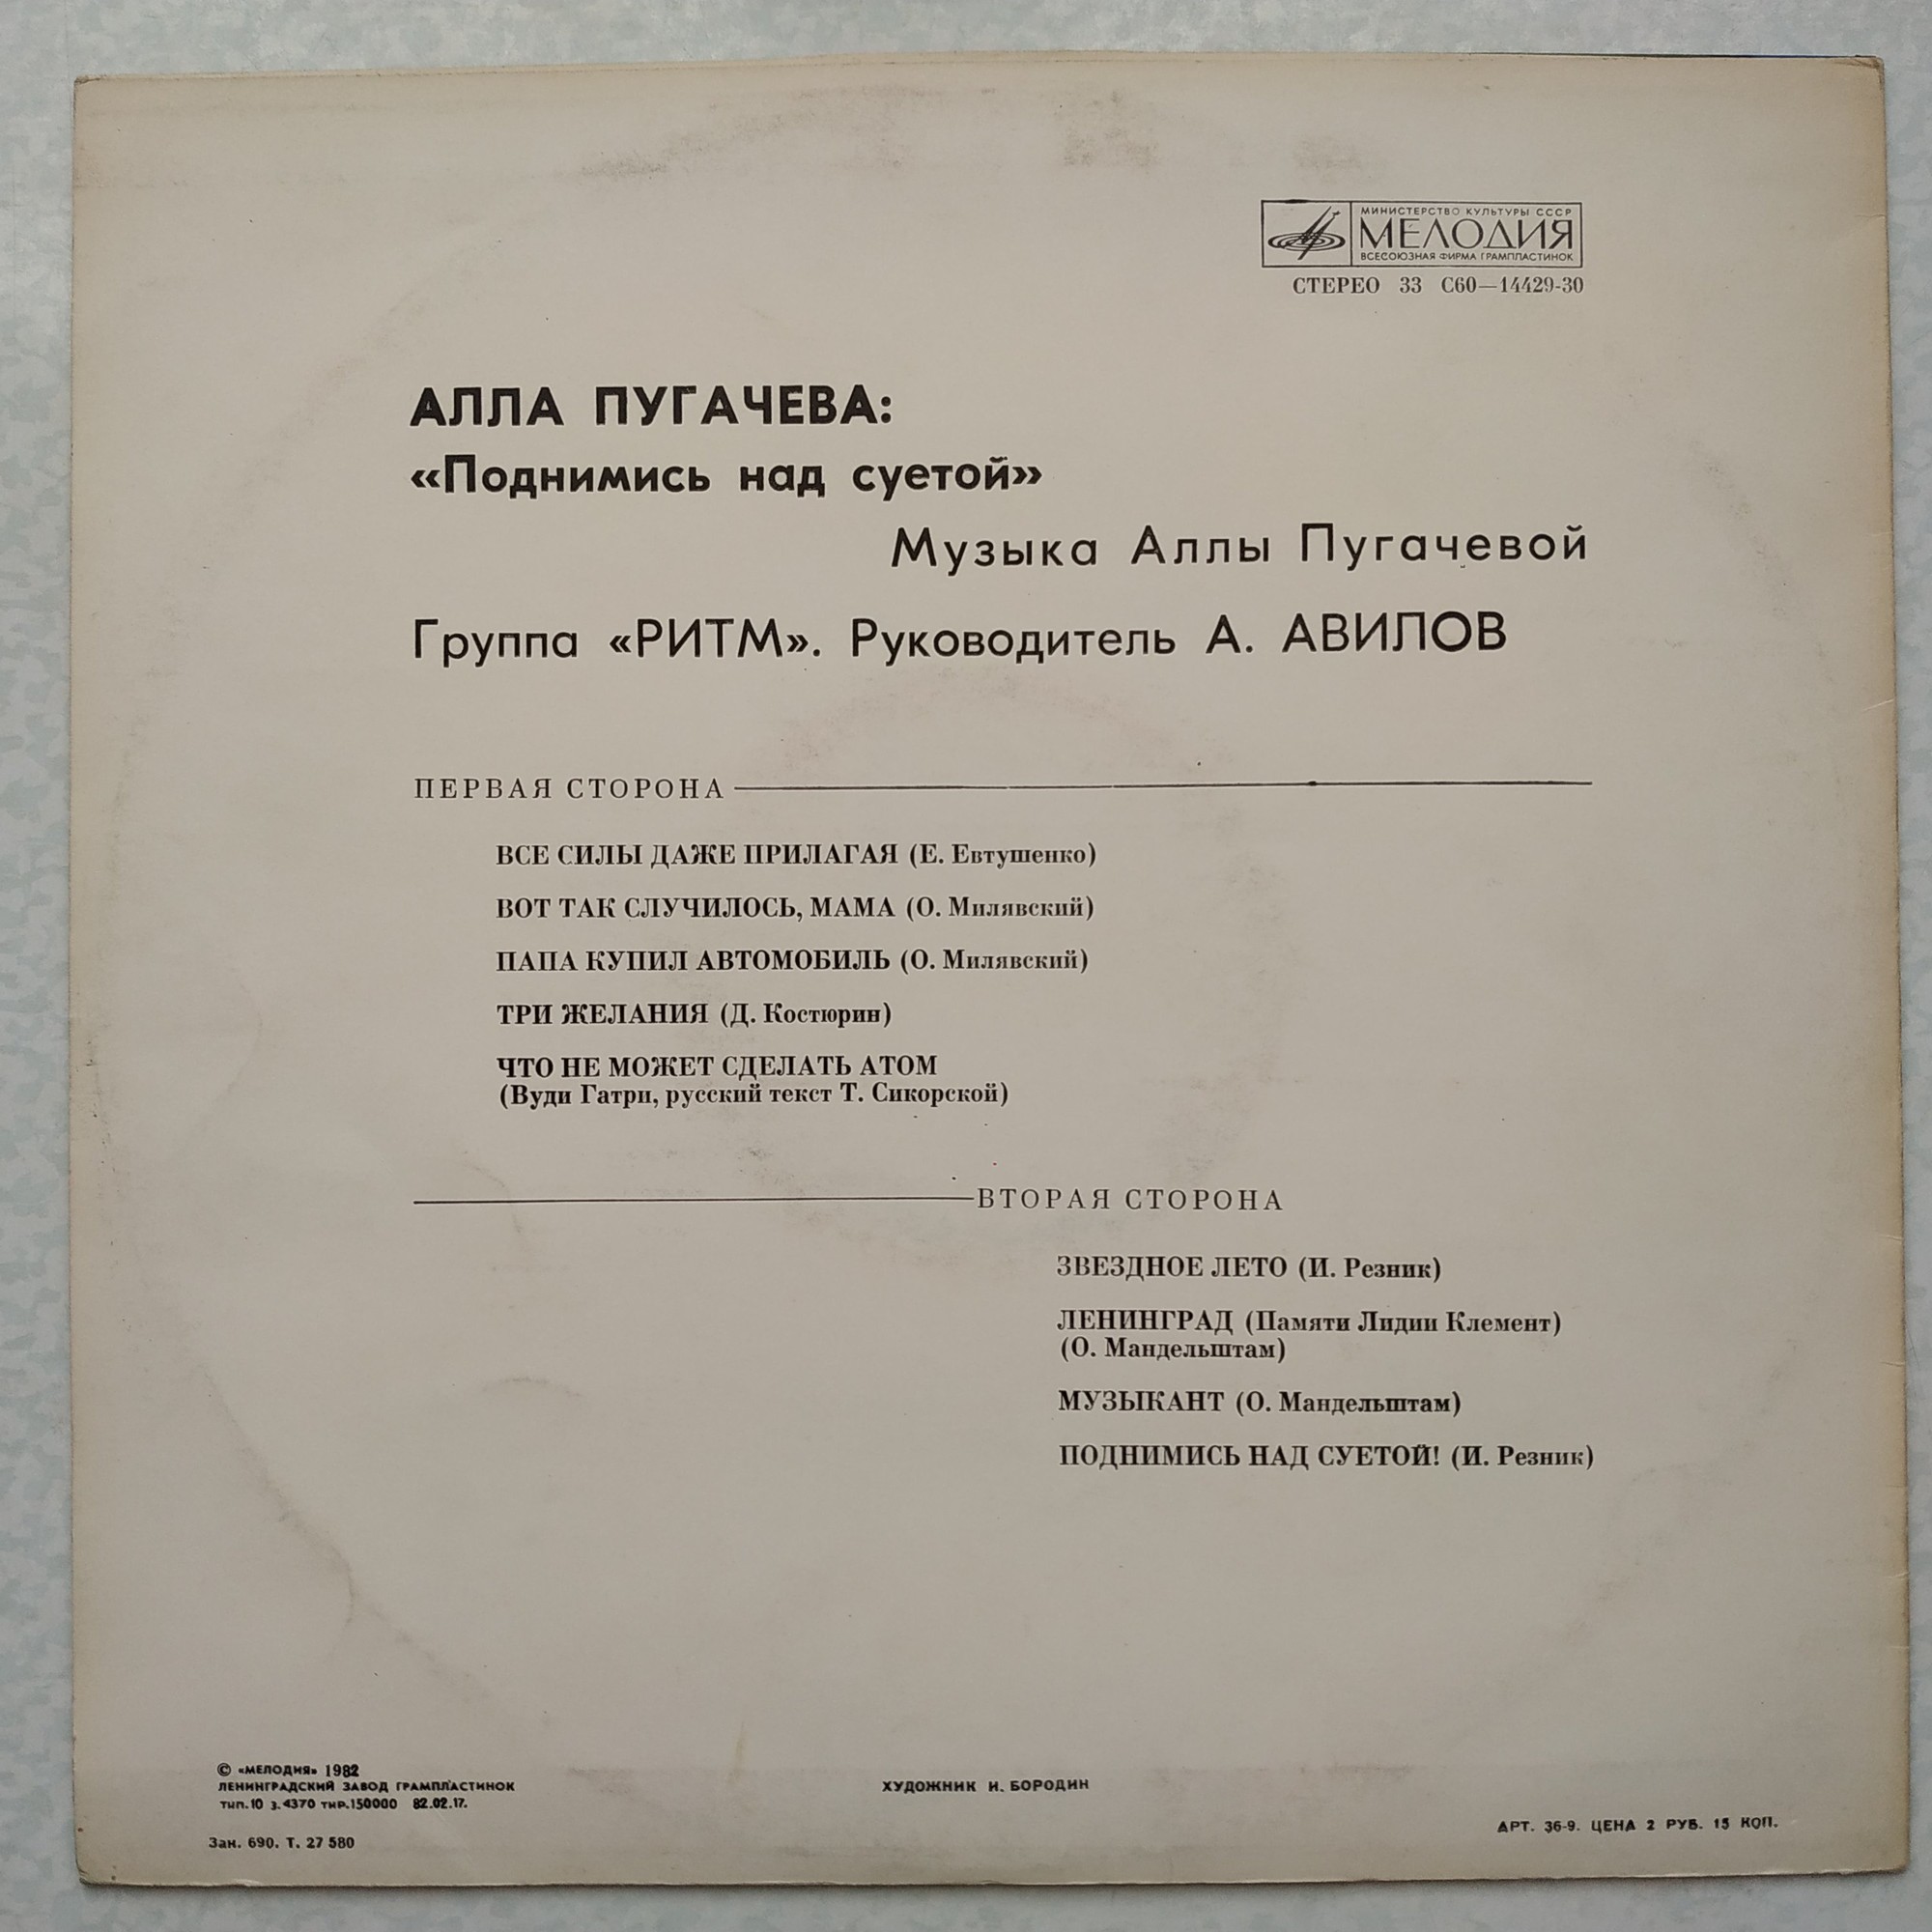 МИНИСТЕРСТВО КУЛЬТУРЫ СССР
МЕЛОДИЯ
ВСЕСОЮЗНАЯ ФИРМА ГРАМПЛАСТИНОК
СТЕРЕО 33 С60—14429-30
АЛЛА ПУГАЧЕВА:
«Поднимись над суетой»
Музыка Аллы Пугачевой
Группа «РИТМ». Руководитель А. АВИЛОВ
ПЕРВАЯ СТОРОНА
ВСЕ СИЛЫ ДАЖЕ ПРИЛАГАЯ (Е. Евтушенко)
ВОТ ТАК СЛУЧИЛОСЬ, МАМА (О. Милявский)
ПАПА КУПИЛ АВТОМОБИЛЬ (О. Милявский)
ТРИ ЖЕЛАНИЯ (Д. Костюрин)
ЧТО НЕ МОЖЕТ СДЕЛАТЬ АТОМ
(Вуди Гатри, русский текст Т. Сикорской)
ВТОРАЯ СТОРОНА
ЗВЕЗДНОЕ ЛЕТО (И. Резник)
ЛЕНИНГРАД (Памяти Лидии Клемент)
(О. Мандельштам)
МУЗЫКАНТ (О. Мандельштам)
ПОДНИМИСЬ НАД СУЕТОЙ! (И. Резник)
© «МЕЛОДИЯ» 1982
ЛЕНИНГРАДСКИЙ ЗАВОД ГРАМПЛАСТИНОК
тип.10 з.4370 тир.150000 82.02.17.
Зак. 690. Т. 27 580
ХУДОЖНИК И. БОРОДИН
АРТ. 36-9. ЦЕНА 2 РУБ. 15 КОП.